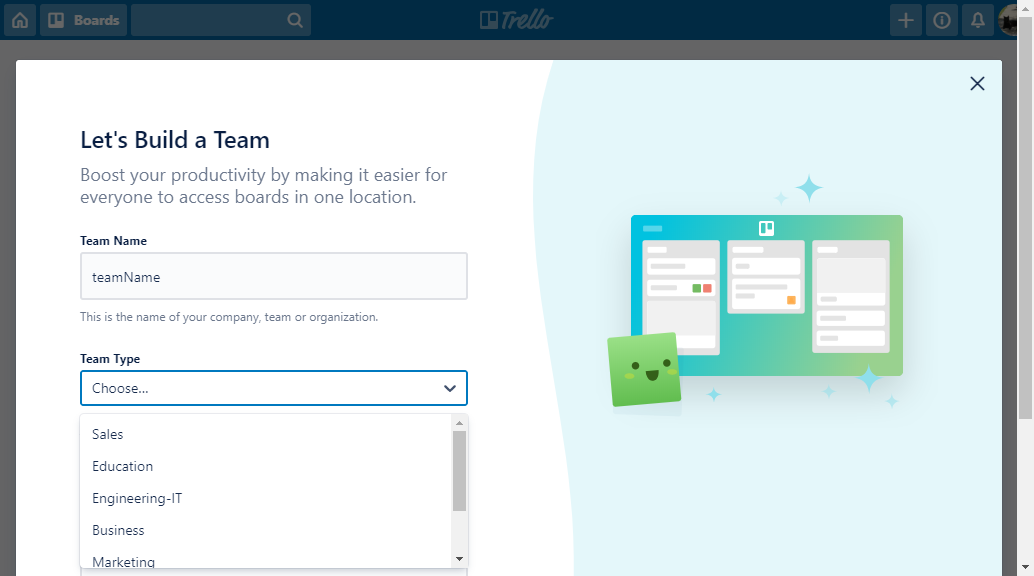 Boards
Trello
Let's Build a Team
Boost your productivity by making it easier for
everyone to access boards in one location.
Team Name
teamName
This is the name of your company, team or organization.
Team Type
Choose...
Sales
Education
Engineering-IT
Business
Marketing